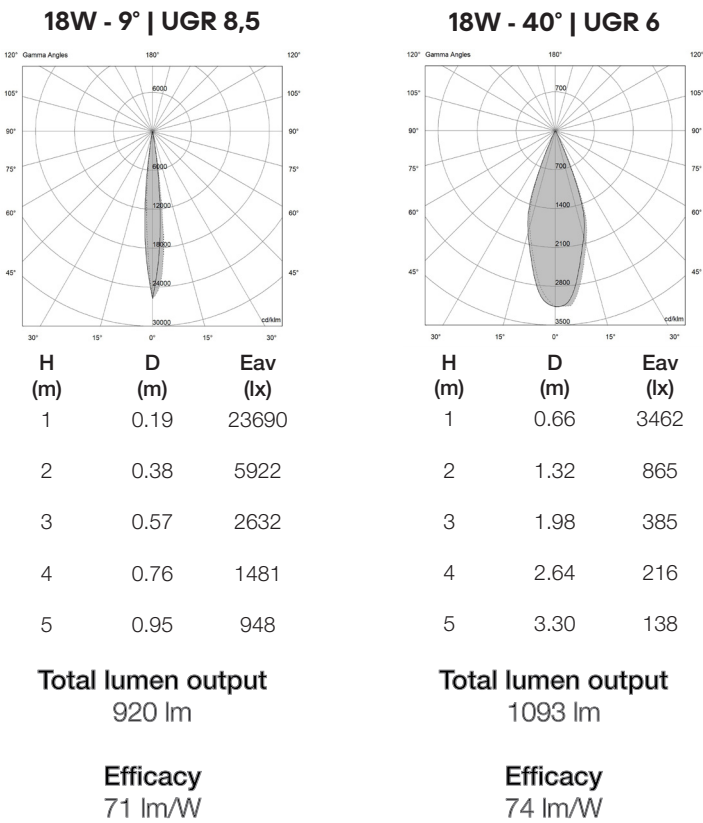 18W - 9° | UGR 8,5
120° Gamma Angles 180° 120°
6000
105° 105°
90° 90°
6000
75° 75°
12000
60° 60°
18000
45° 45°
24000
cd/klm
30000
30° 15° 0° 15° 30°
H D Eav
(m) (m) (lx)
1 0.19 23690
2 0.38 5922
3 0.57 2632
4 0.76 1481
5 0.95 948
Total lumen output
920 lm
Efficacy
71 lm/W
18W - 40° | UGR 6
120° Gamma Angles 180° 120°
700
105° 105°
90° 90°
700
75° 75°
1400
60° 60°
2100
45° 45°
2800
cd/klm
3500
30° 15° 0° 15° 30°
H D Eav
(m) (m) (lx)
1 0.66 3462
2 1.32 865
3 1.98 385
4 2.64 216
5 3.30 138
Total lumen output
1093 lm
Efficacy
74 lm/W